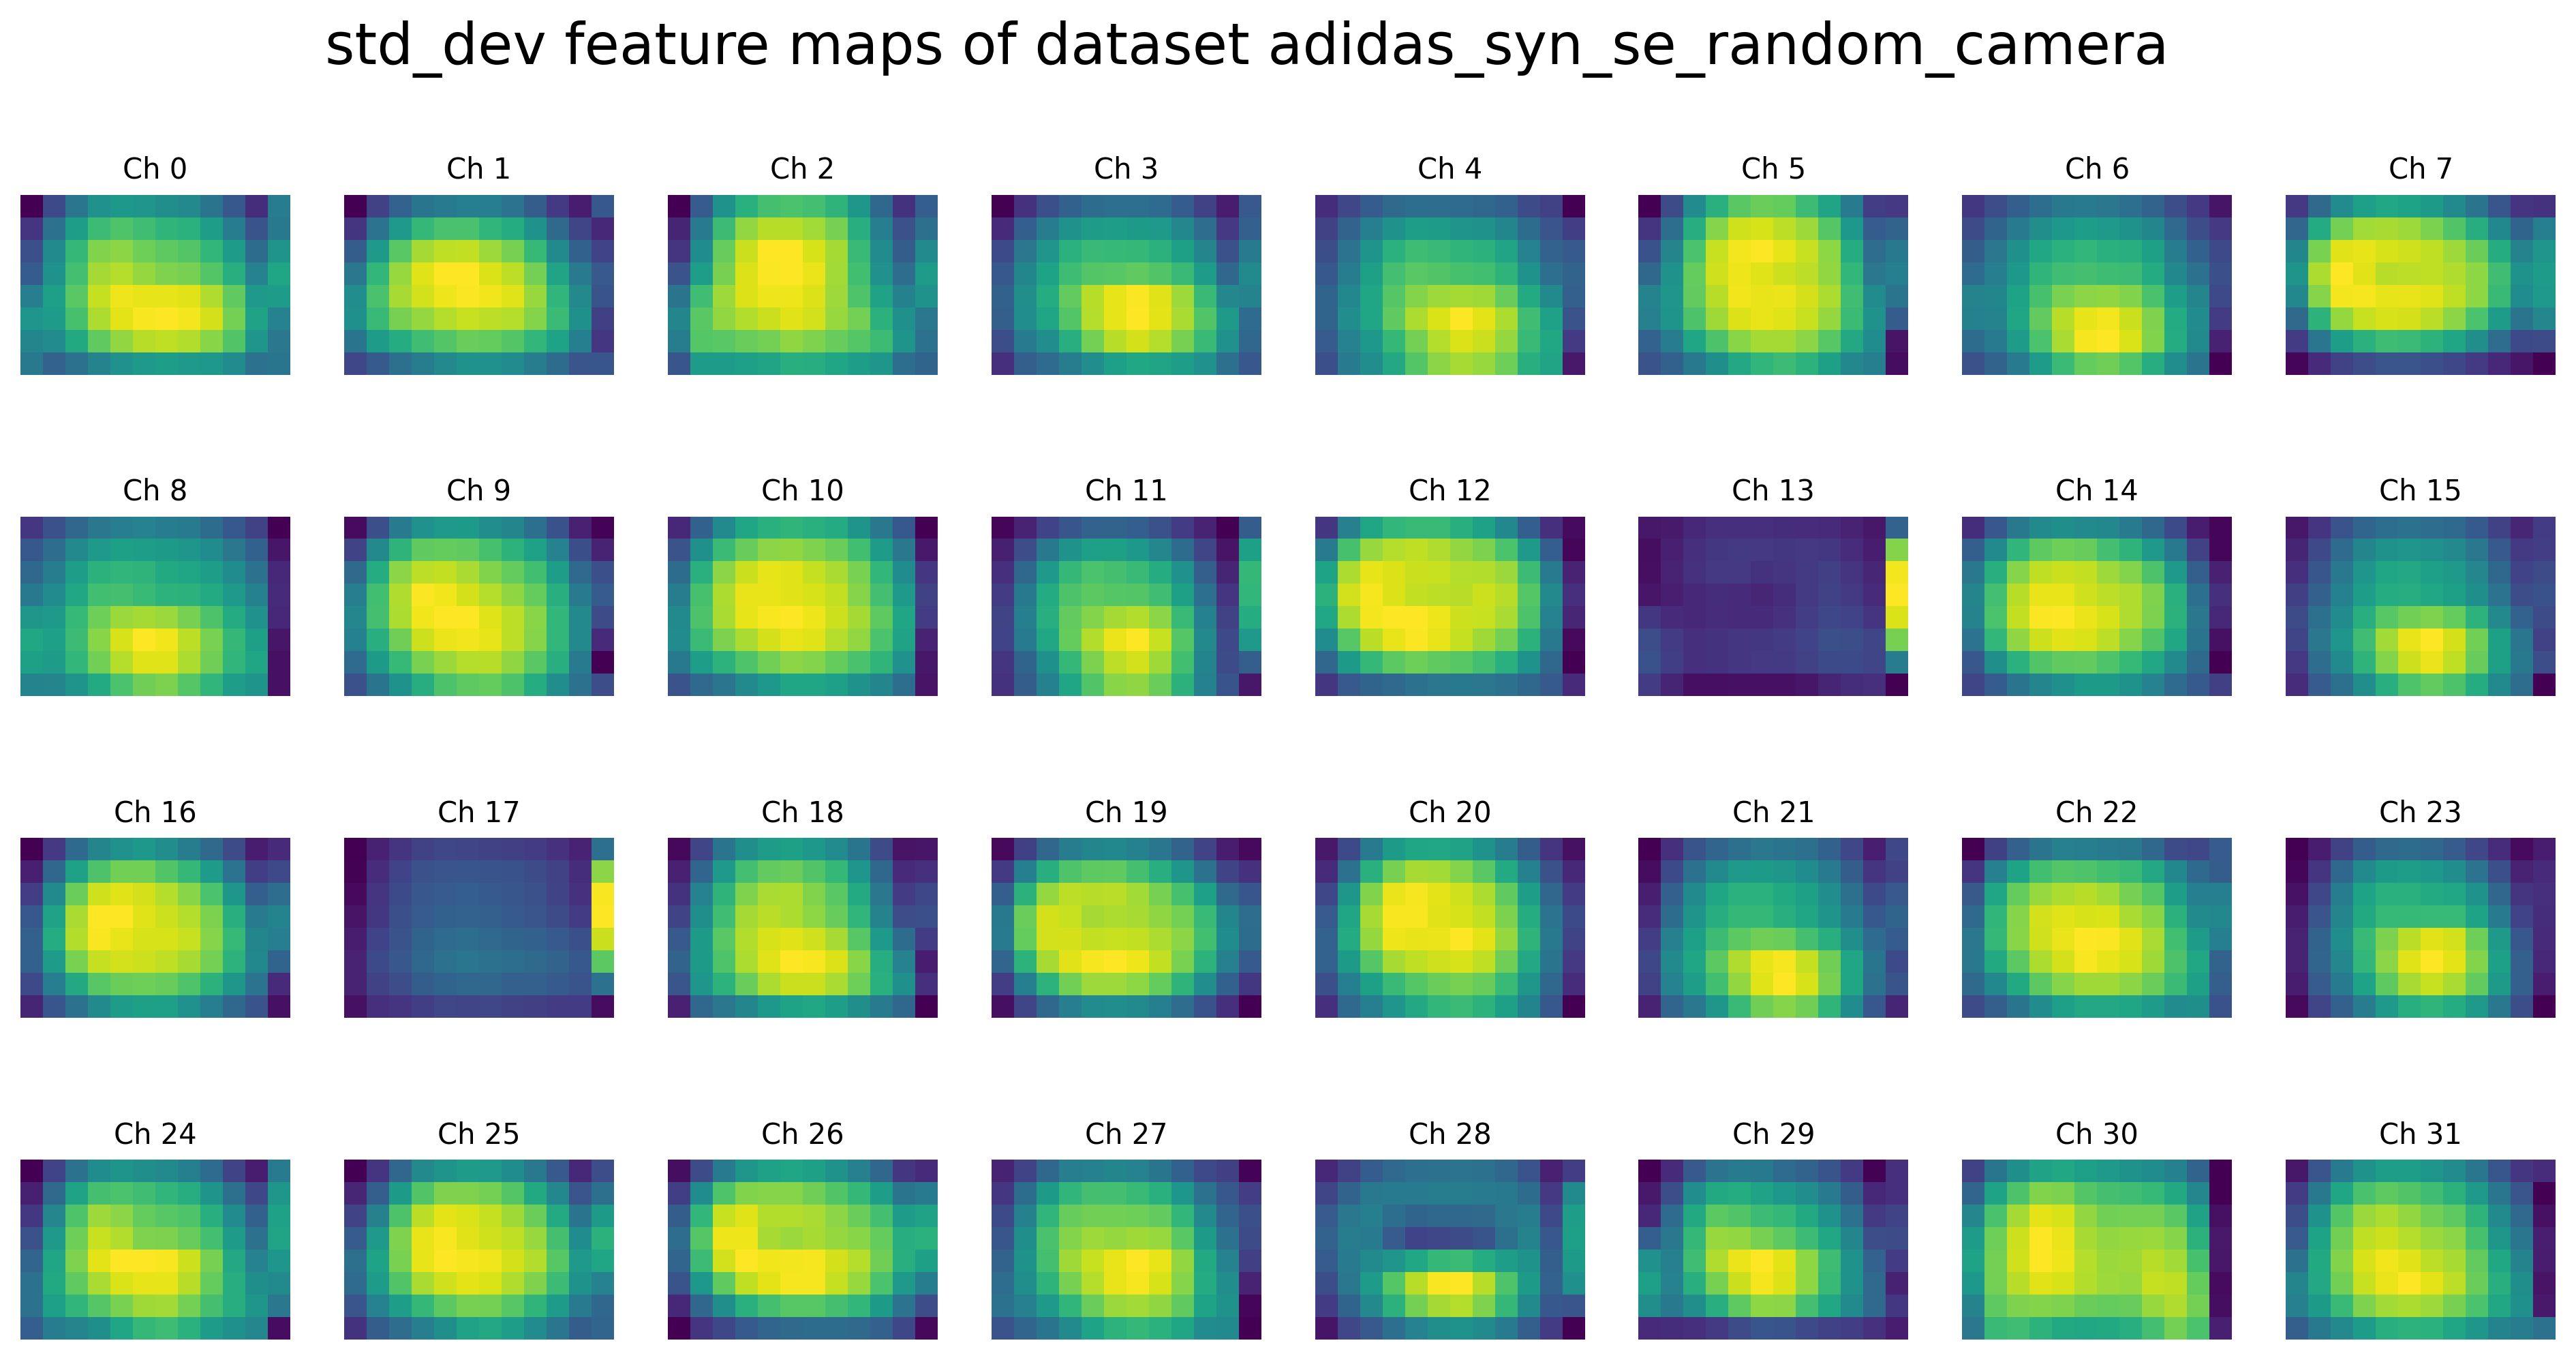 std_dev feature maps of dataset adidas_syn_se_random_camera
Ch 0 Ch 1 Ch 2 Ch 3 Ch 4 Ch 5 Ch 6 Ch 7
Ch 8 Ch 9 Ch 10 Ch 11 Ch 12 Ch 13 Ch 14 Ch 15
Ch 16 Ch 17 Ch 18 Ch 19 Ch 20 Ch 21 Ch 22 Ch 23
Ch 24 Ch 25 Ch 26 Ch 27 Ch 28 Ch 29 Ch 30 Ch 31